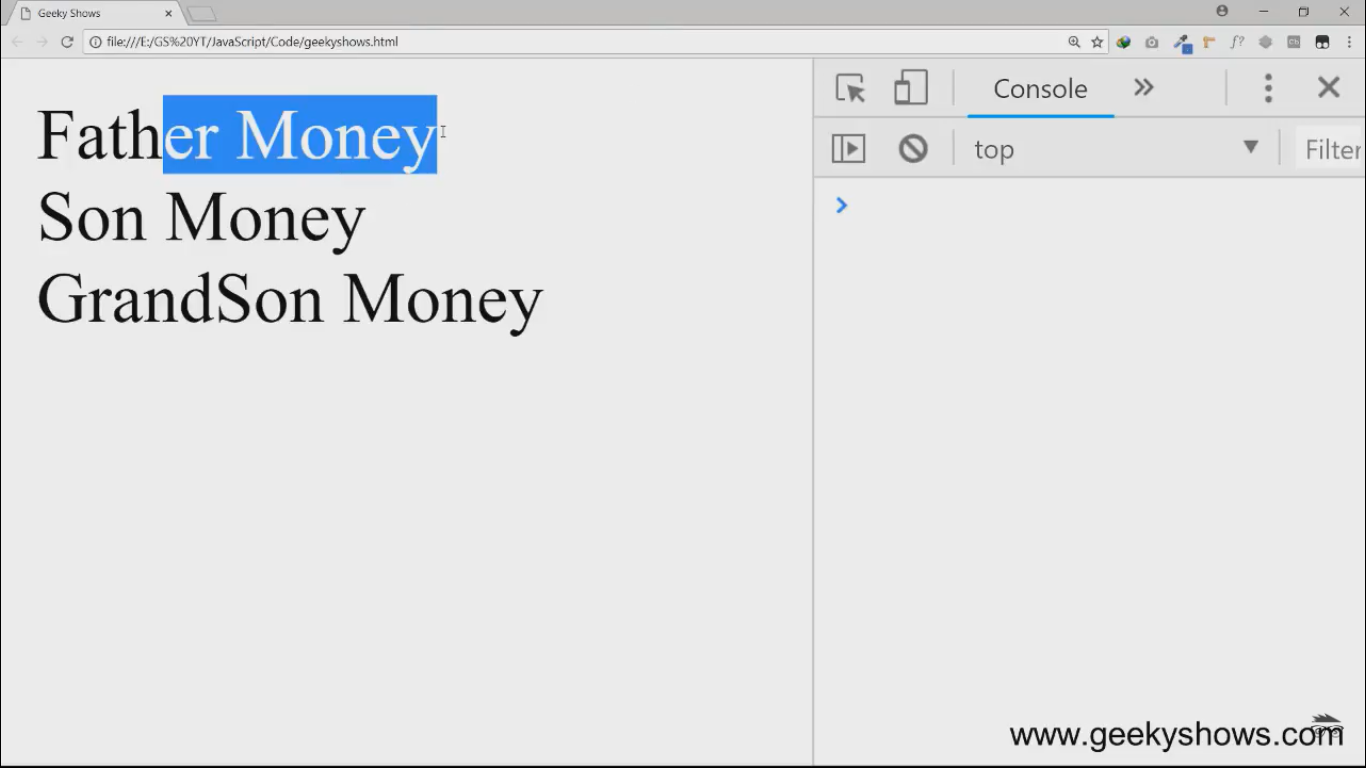 Geeky Shows
file:///E:/GS%20YT/JavaScript/Code/geekyshows.html
Father Money
Son Money
GrandSon Money
Console
top
Filter
www.geekyshows.com